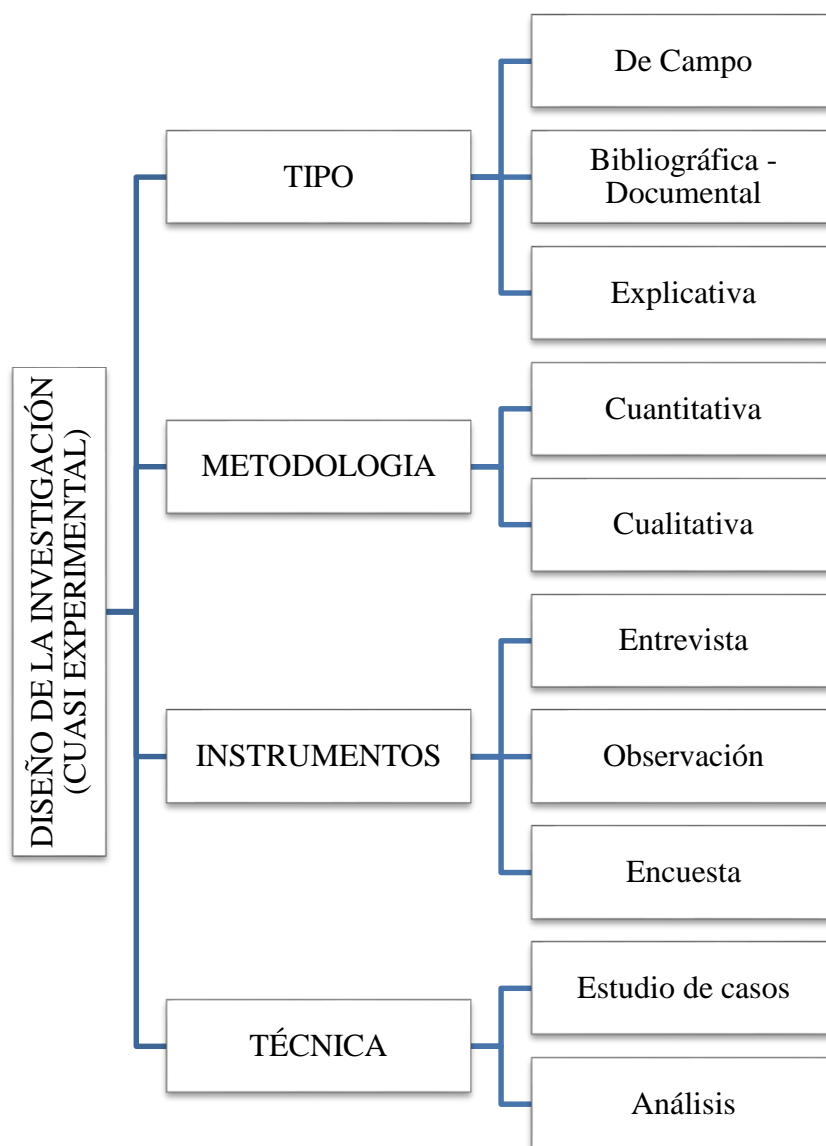 DISEÑO DE LA INVESTIGACIÓN
(CUASI EXPERIMENTAL)
TIPO
De Campo
Bibliográfica -
Documental
Explicativa
METODOLOGIA
Cuantitativa
Cualitativa
INSTRUMENTOS
Entrevista
Observación
Encuesta
TÉCNICA
Estudio de casos
Análisis